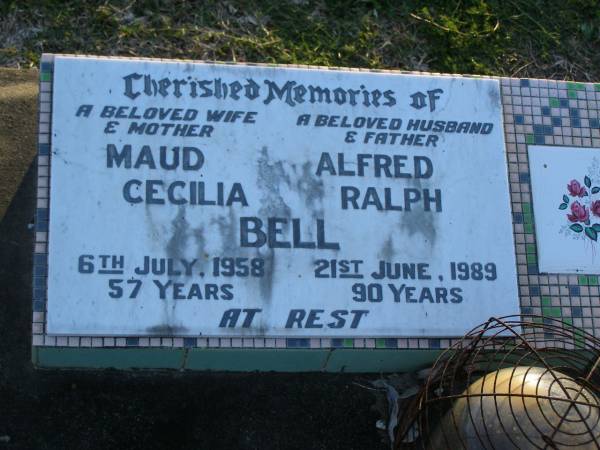 Cherished Memories of
A BELOVED WIFE & MOTHER
A BELOVED HUSBAND & FATHER
MAUD CECILIA
ALFRED RALPH
BELL
6TH JULY, 1958
57 YEARS
21ST JUNE, 1989
90 YEARS
AT REST